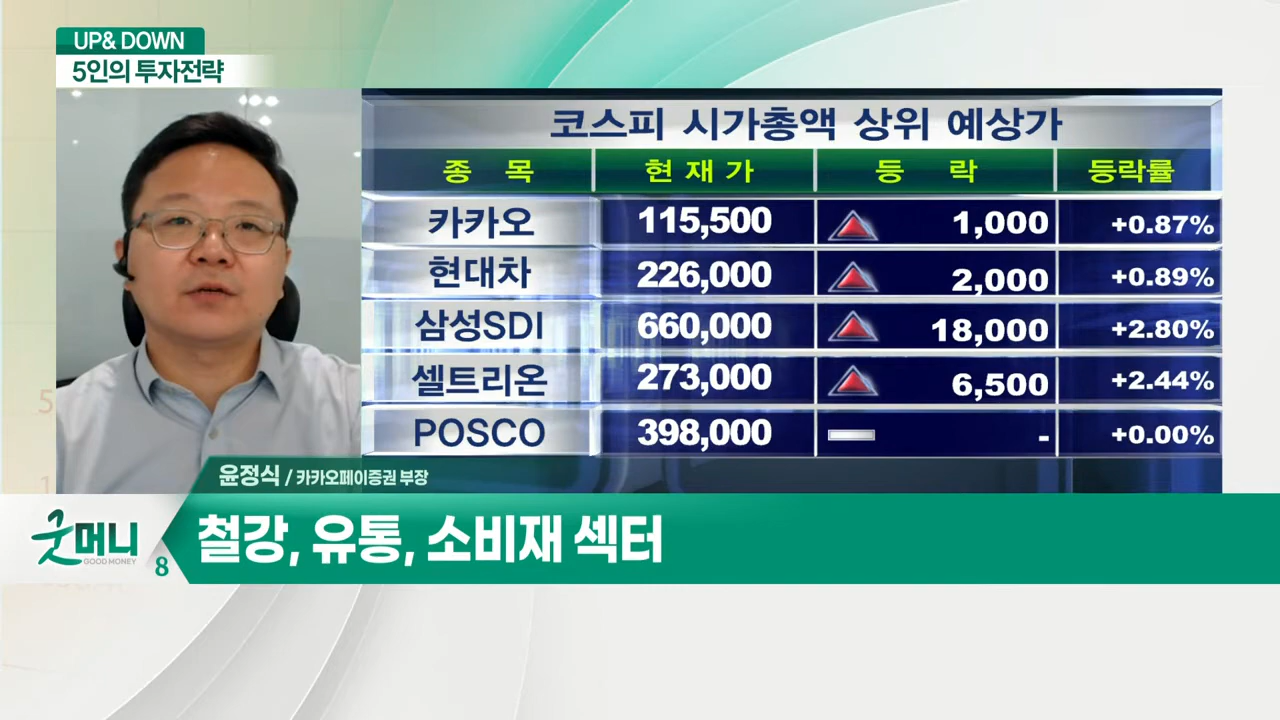 UP& DOWN
5인의 투자전략
코스피 시가총액 상위 예상가
종 목 현 재 가 등 락 등락률
카카오 115,500 1,000 +0.87%
현대차 226,000 2,000 +0.89%
삼성SDI 660,000 18,000 +2.80%
셀트리온 273,000 6,500 +2.44%
POSCO 398,000 - +0.00%
윤정식 / 카카오페이증권 부장
굿머니
GOOD MONEY
8
철강, 유통, 소비재 섹터